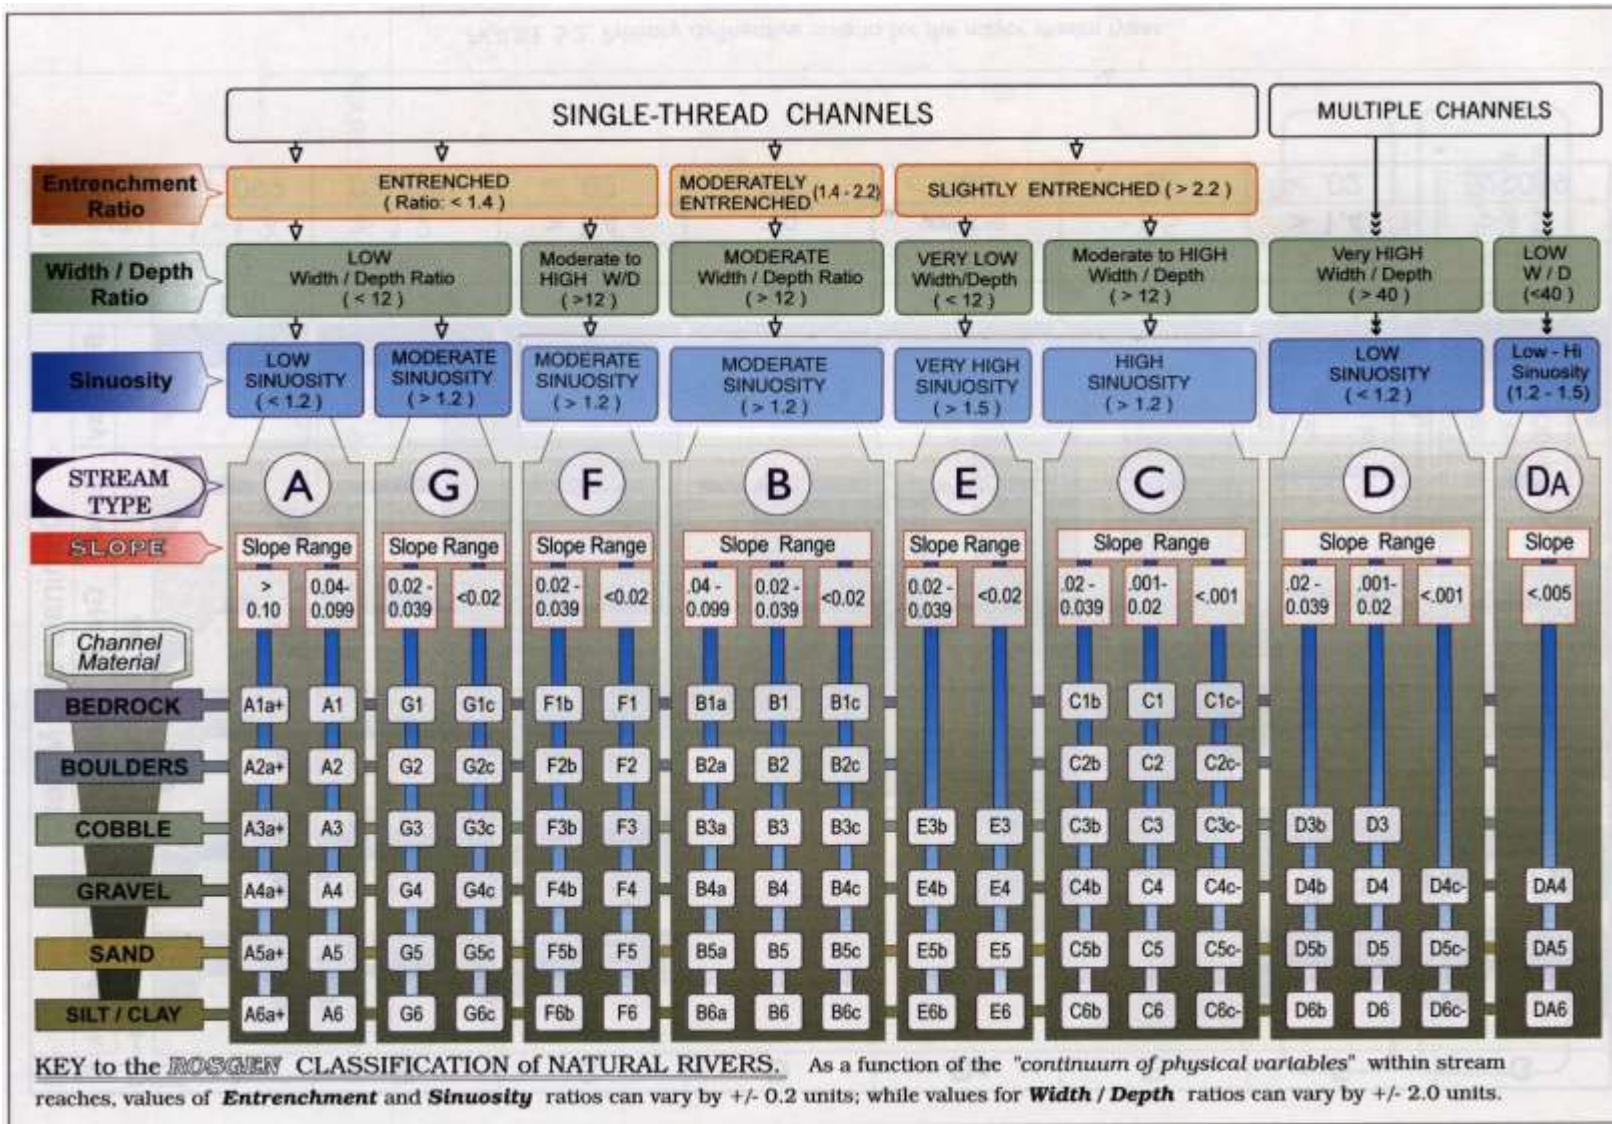 SINGLE-THREAD CHANNELS
MULTIPLE CHANNELS
Entrenchment
Ratio
ENTRENCHED
( Ratio: < 1.4 )
MODERATELY
ENTRENCHED (1.4 - 2.2)
SLIGHTLY ENTRENCHED ( > 2.2 )
Width / Depth
Ratio
LOW
Width / Depth Ratio
( < 12 )
Moderate to
HIGH W/D
( >12 )
MODERATE
Width / Depth Ratio
( > 12 )
VERY LOW
Width/Depth
( < 12 )
Moderate to HIGH
Width / Depth
( > 12 )
Very HIGH
Width / Depth
( > 40 )
LOW
W / D
(<40 )
Sinuosity
LOW
SINUOSITY
( < 1.2 )
MODERATE
SINUOSITY
( > 1.2 )
MODERATE
SINUOSITY
( > 1.2 )
MODERATE
SINUOSITY
( > 1.2 )
VERY HIGH
SINUOSITY
( > 1.5 )
HIGH
SINUOSITY
( > 1.2 )
LOW
SINUOSITY
( < 1.2 )
Low - Hi
Sinuosity
(1.2 - 1.5)
STREAM
TYPE
A G F B E C D DA
SLOPE
Slope Range Slope Range Slope Range Slope Range Slope Range Slope Range Slope Range Slope
>
0.10
0.04-
0.099
0.02 -
0.039
<0.02
0.02 -
0.039
<0.02
.04 -
0.099
0.02 -
0.039
<0.02
0.02 -
0.039
<0.02
.02 -
0.039
.001-
0.02
<.001
.02 -
0.039
.001-
0.02
<.001
<.005
Channel
Material
BEDROCK A1a+ A1 G1 G1c F1b F1 B1a B1 B1c C1b C1 C1c-
BOULDERS A2a+ A2 G2 G2c F2b F2 B2a B2 B2c C2b C2 C2c-
COBBLE A3a+ A3 G3 G3c F3b F3 B3a B3 B3c E3b E3 C3b C3 C3c- D3b D3
GRAVEL A4a+ A4 G4 G4c F4b F4 B4a B4 B4c E4b E4 C4b C4 C4c- D4b D4 D4c- DA4
SAND A5a+ A5 G5 G5c F5b F5 B5a B5 B5c E5b E5 C5b C5 C5c- D5b D5 D5c- DA5
SILT / CLAY A6a+ A6 G6 G6c F6b F6 B6a B6 B6c E6b E6 C6b C6 C6c- D6b D6 D6c- DA6
KEY to the ROSGEN CLASSIFICATION of NATURAL RIVERS. As a function of the "continuum of physical variables" within stream
reaches, values of Entrenchment and Sinuosity ratios can vary by +/- 0.2 units; while values for Width / Depth ratios can vary by +/- 2.0 units.